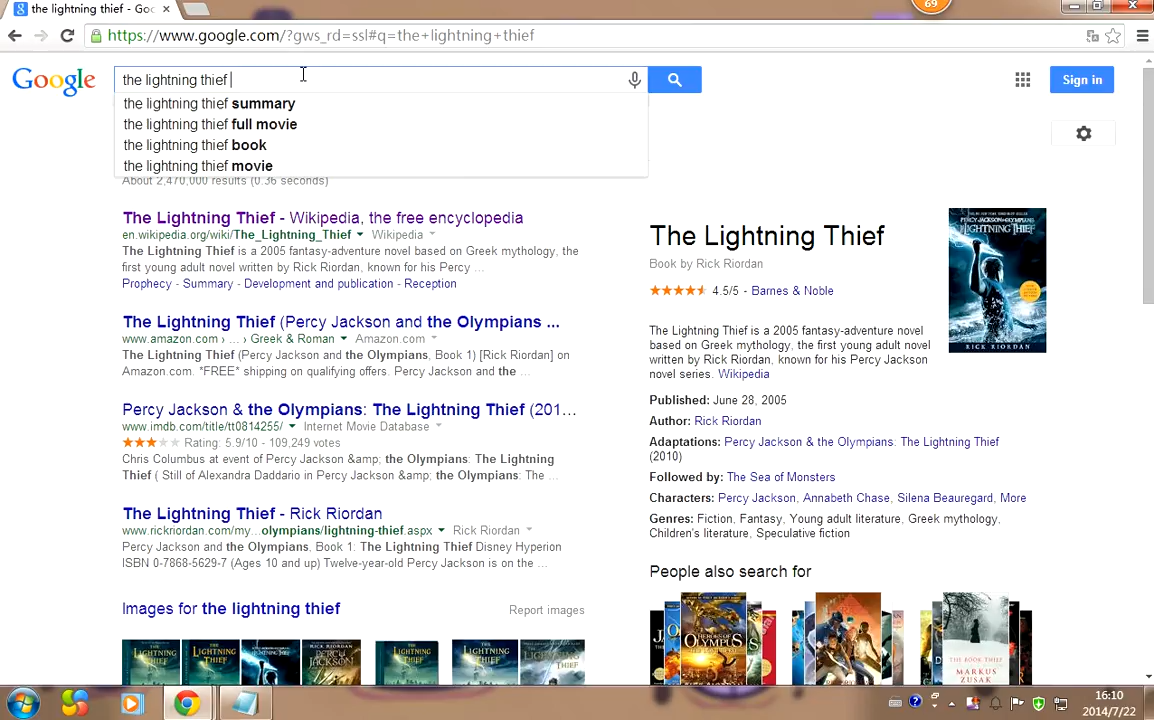 the lightning thief - Goo
69
https://www.google.com/?gws_rd=ssl#q=the+lightning+thief
Google
the lightning thief
Sign in
the lightning thief summary
the lightning thief full movie
the lightning thief book
the lightning thief movie
About 2,470,000 results (0.36 seconds)
The Lightning Thief - Wikipedia, the free encyclopedia
en.wikipedia.org/wiki/The_Lightning_Thief Wikipedia
The Lightning Thief is a 2005 fantasy-adventure novel based on Greek mythology, the
first young adult novel written by Rick Riordan, known for his Percy ...
Prophecy - Summary - Development and publication - Reception
The Lightning Thief (Percy Jackson and the Olympians ...
www.amazon.com › ... › Greek & Roman Amazon.com
The Lightning Thief (Percy Jackson and the Olympians, Book 1) [Rick Riordan] on
Amazon.com. *FREE* shipping on qualifying offers. Percy Jackson and the ...
Percy Jackson & the Olympians: The Lightning Thief (201...
www.imdb.com/title/tt0814255/ Internet Movie Database
Rating: 5.9/10 - 109,249 votes
Chris Columbus at event of Percy Jackson &amp; the Olympians: The Lightning
Thief ( Still of Alexandra Daddario in Percy Jackson &amp; the Olympians: The ...
The Lightning Thief - Rick Riordan
www.rickriordan.com/my...olympians/lightning-thief.aspx Rick Riordan
Percy Jackson and the Olympians, Book 1: The Lightning Thief Disney Hyperion
ISBN 0-7868-5629-7 (Ages 10 and up) Twelve-year-old Percy Jackson is on the ...
Images for the lightning thief
Report images
The Lightning Thief
Book by Rick Riordan
4.5/5 - Barnes & Noble
LIGHTNING THIEF
RICK RIORDAN
The Lightning Thief is a 2005 fantasy-adventure novel
based on Greek mythology, the first young adult novel
written by Rick Riordan, known for his Percy Jackson
novel series. Wikipedia
Published: June 28, 2005
Author: Rick Riordan
Adaptations: Percy Jackson & the Olympians: The Lightning Thief
(2010)
Followed by: The Sea of Monsters
Characters: Percy Jackson, Annabeth Chase, Silena Beauregard, More
Genres: Fiction, Fantasy, Young adult literature, Greek mythology,
Children's literature, Speculative fiction
People also search for
HEROES OF
OLYMPUS
THE BOOK THIEF
MARKUS
ZUSAK
16:10
2014/7/22